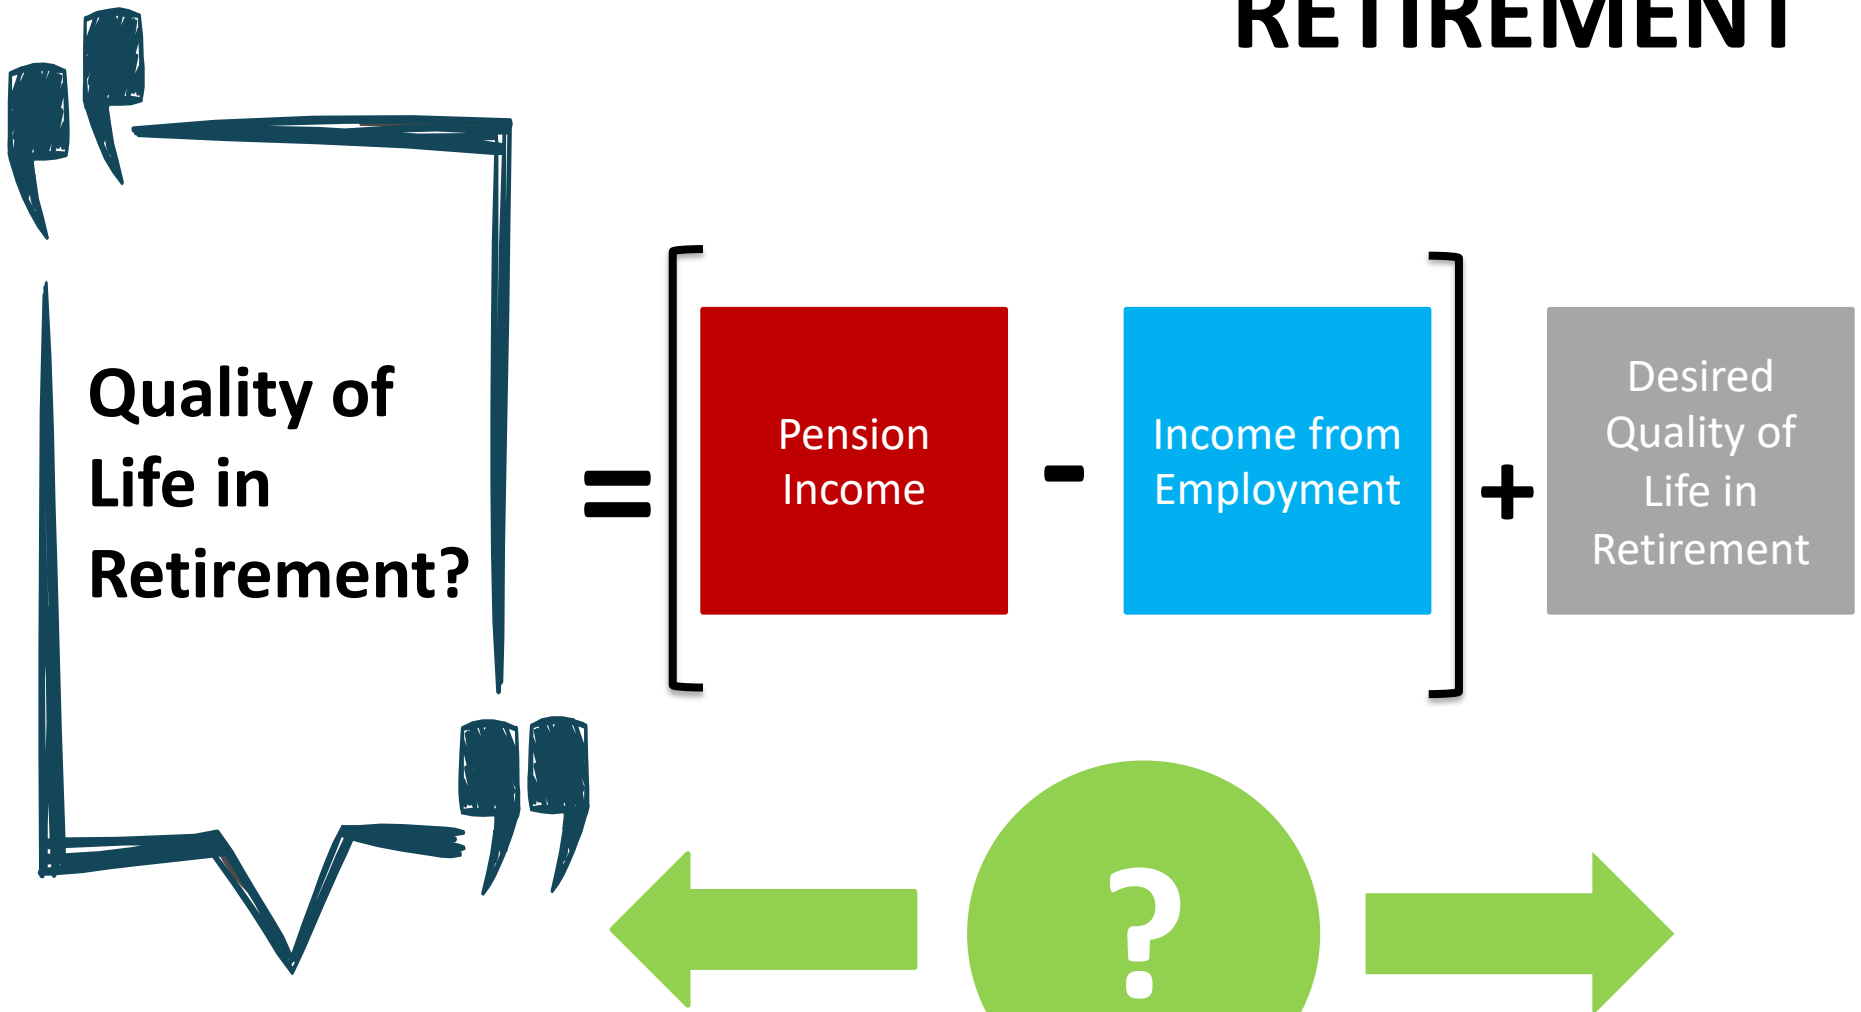 RETIREMENT
Quality of
Life in
Retirement?
=
Pension
Income
-
Income from
Employment
+
Desired
Quality of
Life in
Retirement
?